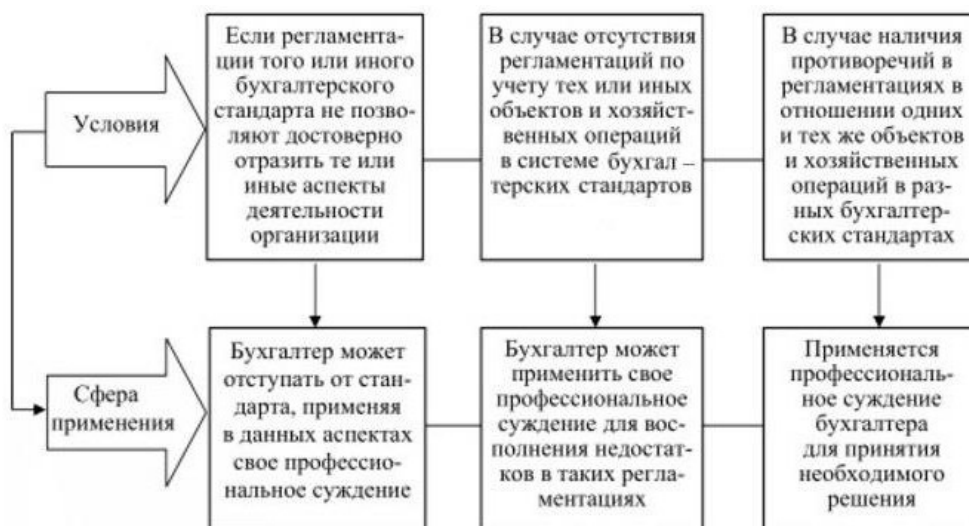 Условия
Если регламента-
ции того или иного
бухгалтерского
стандарта не позво-
ляют достоверно
отразить те или
иные аспекты
деятельности
организации
В случае отсутствия
регламентаций по
учету тех или иных
объектов и хозяйст-
венных операций
в системе бухгал –
терских стандартов
В случае наличия
противоречий в
регламентациях в
отношении одних
и тех же объектов
и хозяйственных
операций в раз-
ных бухгалтер-
ских стандартах
Сфера
применения
Бухгалтер может
отступать от стан-
дарта, применяя
в данных аспектах
свое профессио-
нальное суждение
Бухгалтер может
применить свое
профессиональное
суждение для вос-
полнения недостат-
ков в таких регла-
ментациях
Применяется
профессиональ-
ное суждение
бухгалтера
для принятия
необходимого
решения